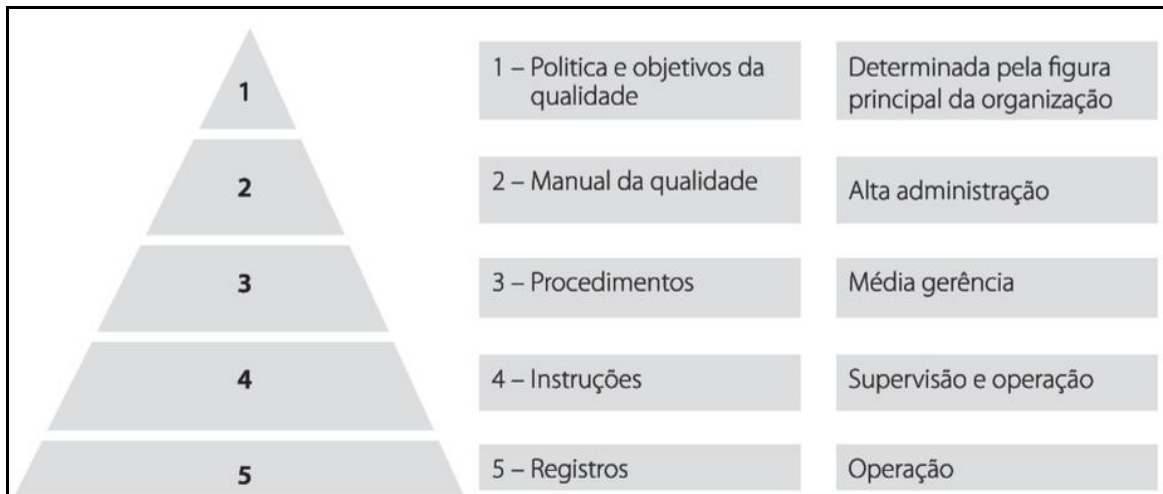 1
1 – Politica e objetivos da
qualidade
Determinada pela figura
principal da organização
2
2 – Manual da qualidade
Alta administração
3
3 – Procedimentos
Média gerência
4
4 – Instruções
Supervisão e operação
5
5 – Registros
Operação